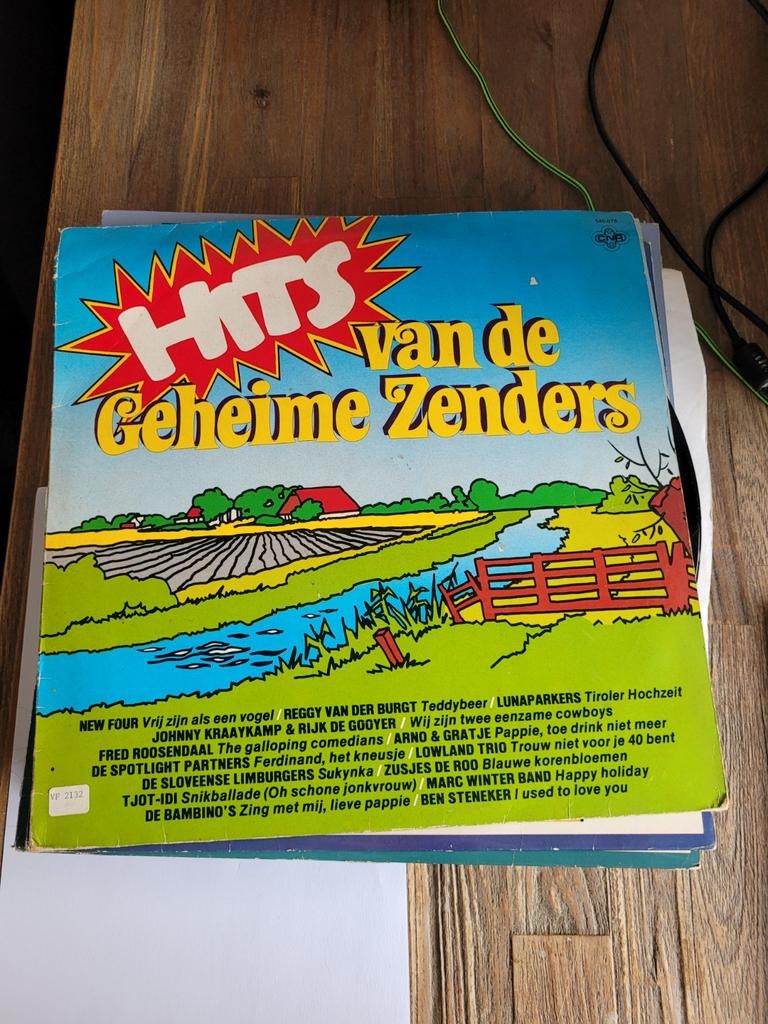 540.078
CNR
HITS
van de
Geheime Zenders
NEW FOUR Vrij zijn als een vogel / REGGY VAN DER BURGT Teddybeer / LUNAPARKERS Tiroler Hochzeit
JOHNNY KRAAYKAMP & RIJK DE GOOYER / Wij zijn twee eenzame cowboys
FRED ROOSENDAAL The galloping comedians / ARNO & GRATJE Pappie, toe drink niet meer
DE SPOTLIGHT PARTNERS Ferdinand, het kneusje / LOWLAND TRIO Trouw niet voor je 40 bent
DE SLOVEENSE LIMBURGERS Sukynka / ZUSJES DE ROO Blauwe korenbloemen
TJOT-IDI Snikballade (Oh schone jonkvrouw) / MARC WINTER BAND Happy holiday
DE BAMBINO'S Zing met mij, lieve pappie / BEN STENEKER I used to love you
VF 2132